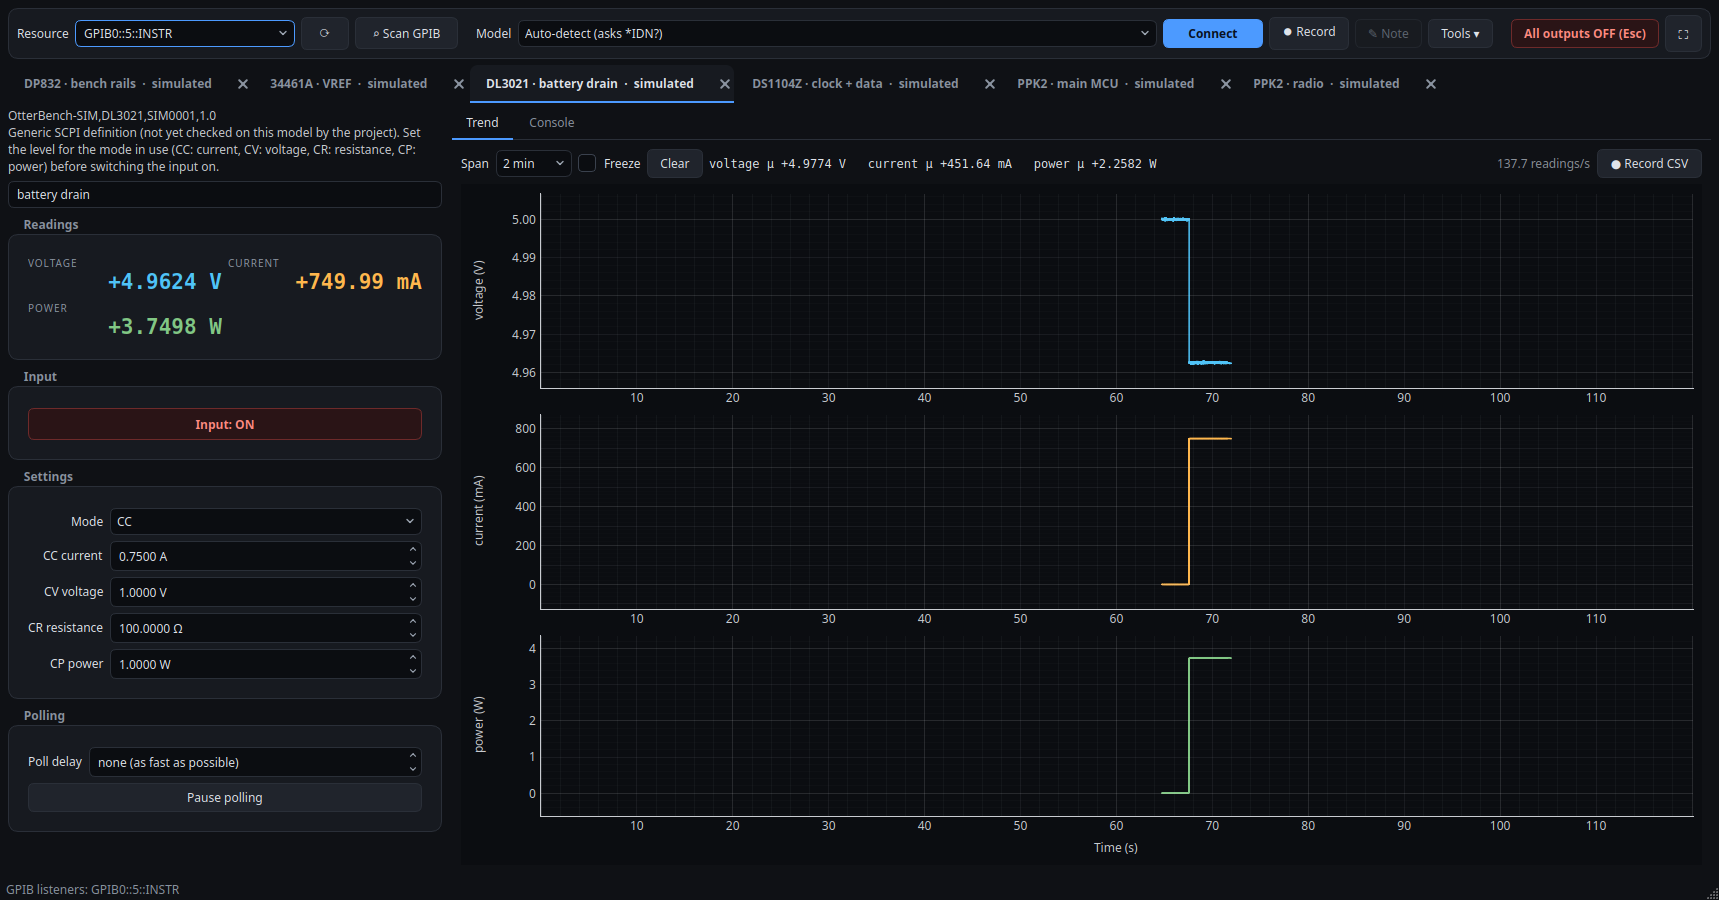 Resource GPIB0::5::INSTR ⟳ ⌕ Scan GPIB Model Auto-detect (asks *IDN?) Connect ● Record ✎ Note Tools ▾ All outputs OFF (Esc) ⛶
DP832 · bench rails · simulated ✕ 34461A · VREF · simulated ✕ DL3021 · battery drain · simulated ✕ DS1104Z · clock + data · simulated ✕ PPK2 · main MCU · simulated ✕ PPK2 · radio · simulated ✕
OtterBench-SIM,DL3021,SIM0001,1.0
Generic SCPI definition (not yet checked on this model by the project). Set
the level for the mode in use (CC: current, CV: voltage, CR: resistance, CP:
power) before switching the input on.
battery drain
Readings
VOLTAGE CURRENT
+4.9624 V +749.99 mA
POWER
+3.7498 W
Input
Input: ON
Settings
Mode CC
CC current 0.7500 A
CV voltage 1.0000 V
CR resistance 100.0000 Ω
CP power 1.0000 W
Polling
Poll delay none (as fast as possible)
Pause polling
Trend Console
Span 2 min Freeze Clear voltage µ +4.9774 V current µ +451.64 mA power µ +2.2582 W 137.7 readings/s ● Record CSV
voltage (V)
5.00
4.99
4.98
4.97
4.96
10 20 30 40 50 60 70 80 90 100 110
current (mA)
800
600
400
200
0
10 20 30 40 50 60 70 80 90 100 110
power (W)
4
3
2
1
0
10 20 30 40 50 60 70 80 90 100 110
Time (s)
GPIB listeners: GPIB0::5::INSTR